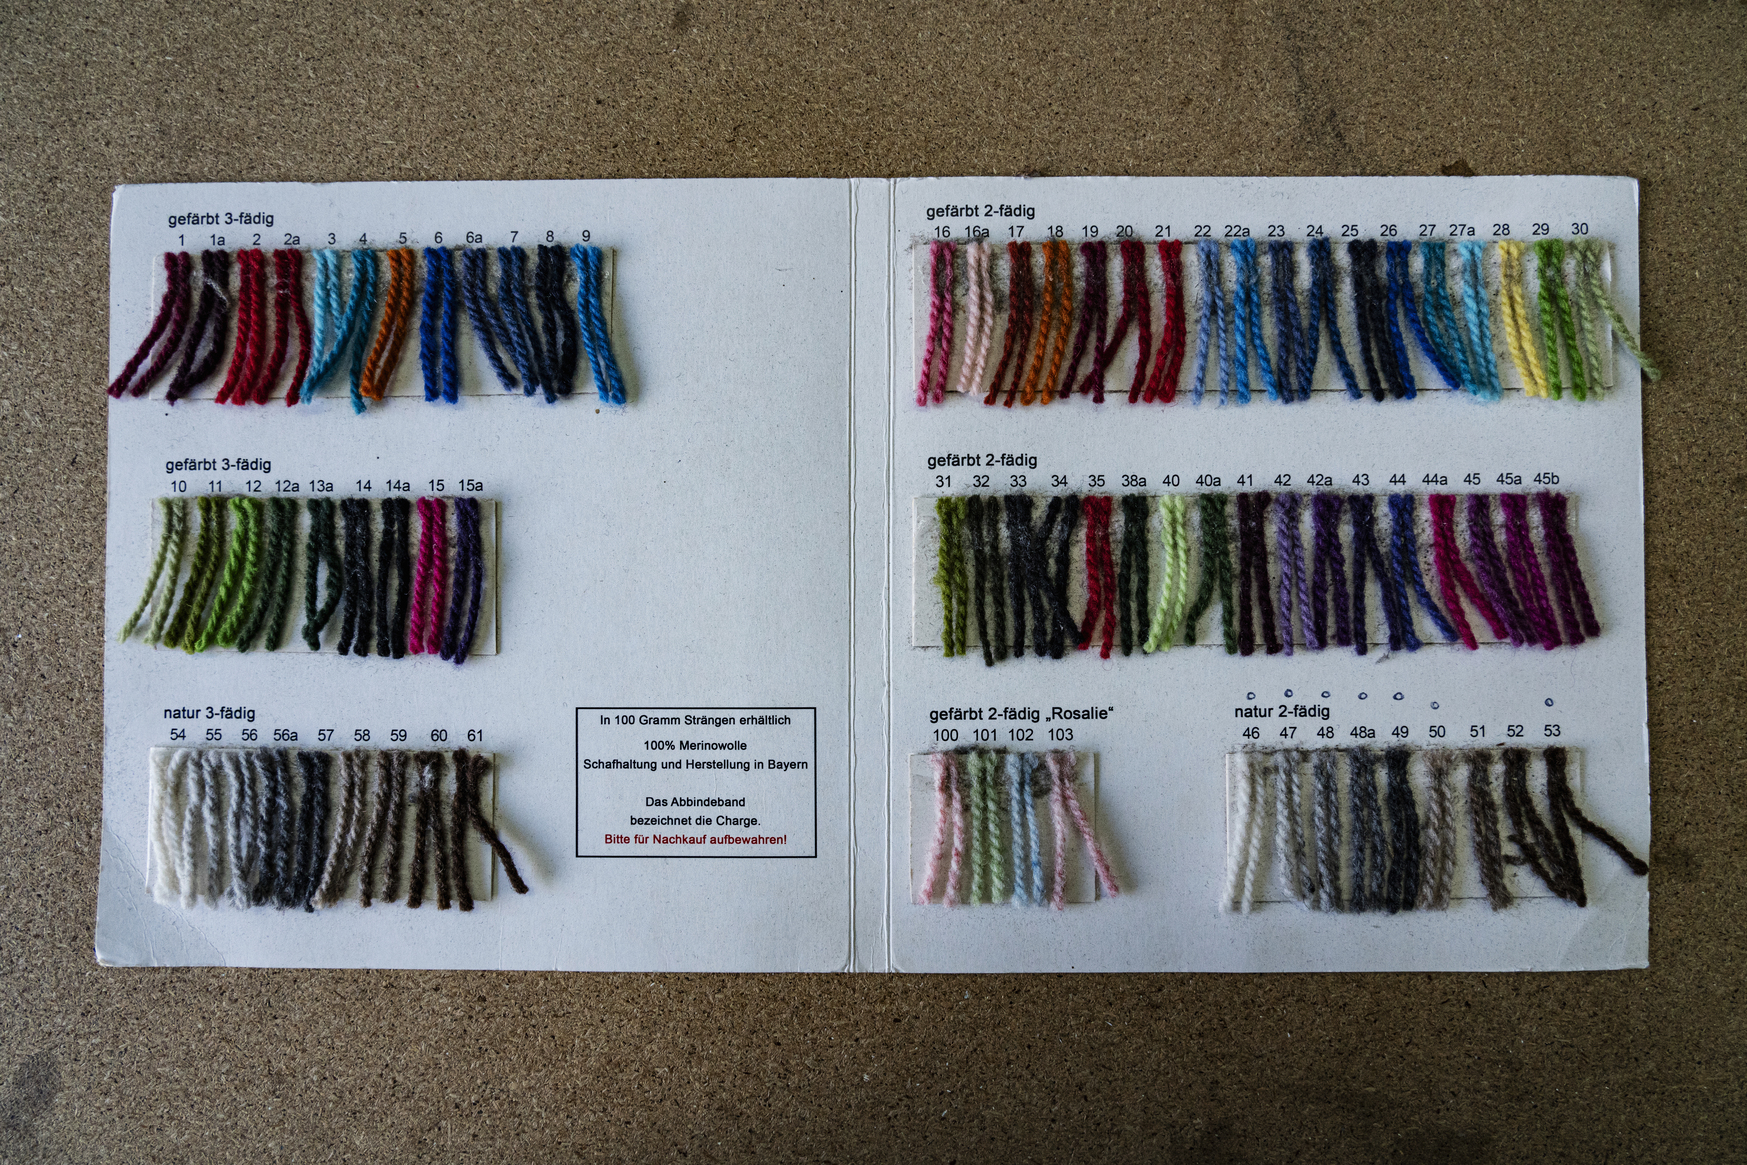 gefärbt 3-fädig
1 1a 2 2a 3 4 5 6 6a 7 8 9
gefärbt 3-fädig
10 11 12 12a 13a 14 14a 15 15a
natur 3-fädig
54 55 56 56a 57 58 59 60 61
In 100 Gramm Strängen erhältlich
100% Merinowolle
Schafhaltung und Herstellung in Bayern
Das Abbindeband
bezeichnet die Charge.
Bitte für Nachkauf aufbewahren!
gefärbt 2-fädig
16 16a 17 18 19 20 21 22 22a 23 24 25 26 27 27a 28 29 30
gefärbt 2-fädig
31 32 33 34 35 38a 40 40a 41 42 42a 43 44 44a 45 45a 45b
gefärbt 2-fädig „Rosalie“
100 101 102 103
natur 2-fädig
46 47 48 48a 49 50 51 52 53